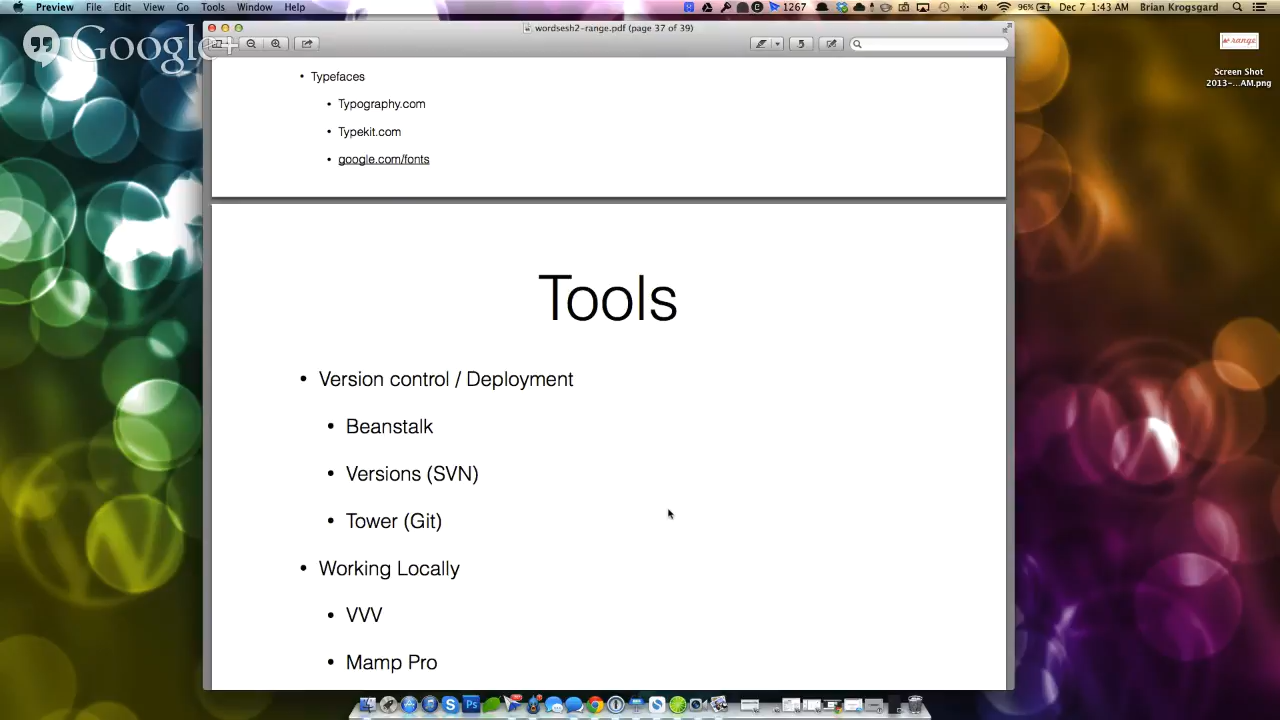 Preview File Edit View Go Tools Window Help
1267
96%
Dec 7 1:43 AM Brian Krogsgard
Google+
wordsesh2-range.pdf (page 37 of 39)
• Typefaces
• Typography.com
• Typekit.com
• google.com/fonts
Tools
• Version control / Deployment
• Beanstalk
• Versions (SVN)
• Tower (Git)
• Working Locally
• VVV
• Mamp Pro
range
Screen Shot
2013-...AM.png